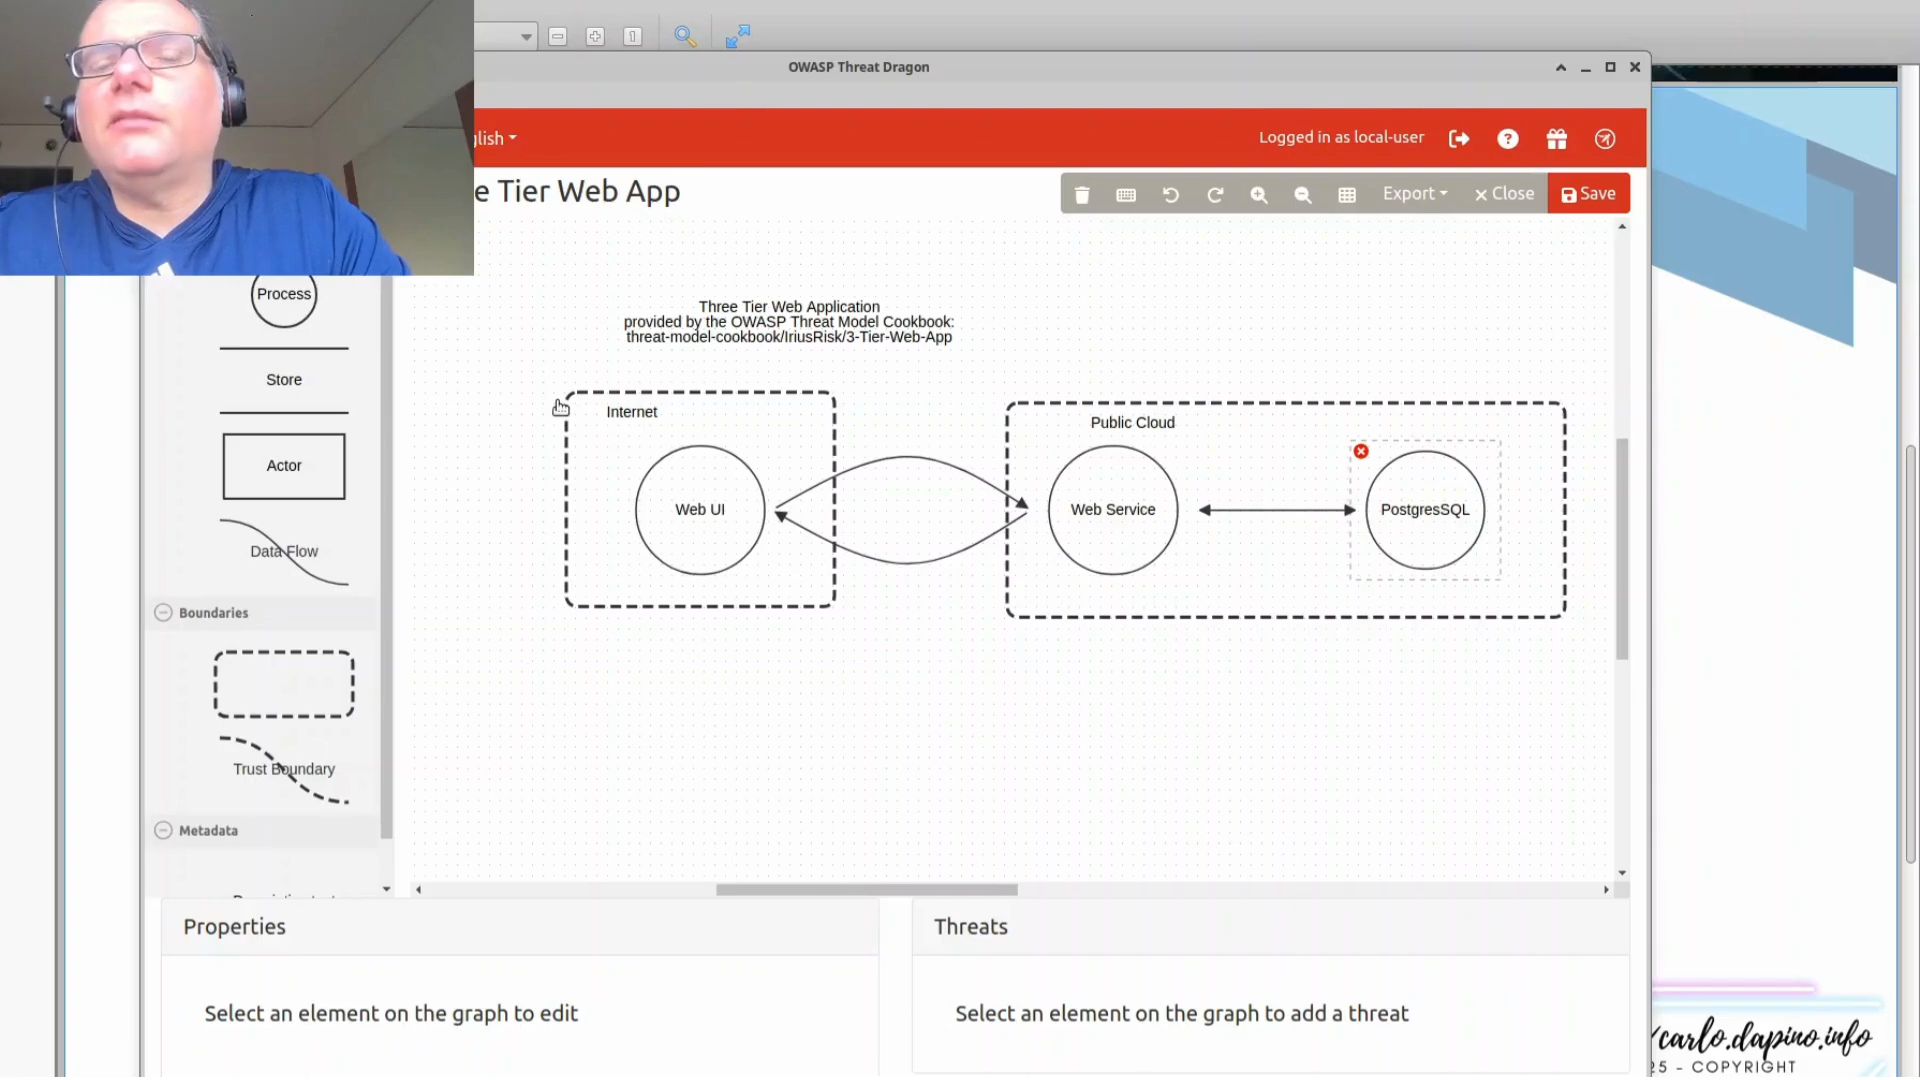 OWASP Threat Dragon
glish
Logged in as local-user
e Tier Web App
Export
Close
Save
Process
Store
Actor
Data Flow
Boundaries
Trust Boundary
Metadata
Three Tier Web Application
provided by the OWASP Threat Model Cookbook:
threat-model-cookbook/IriusRisk/3-Tier-Web-App
Internet
Web UI
Public Cloud
Web Service
PostgresSQL
Properties
Threats
Select an element on the graph to edit
Select an element on the graph to add a threat
/carlo.dapino.info
25 - COPYRIGHT